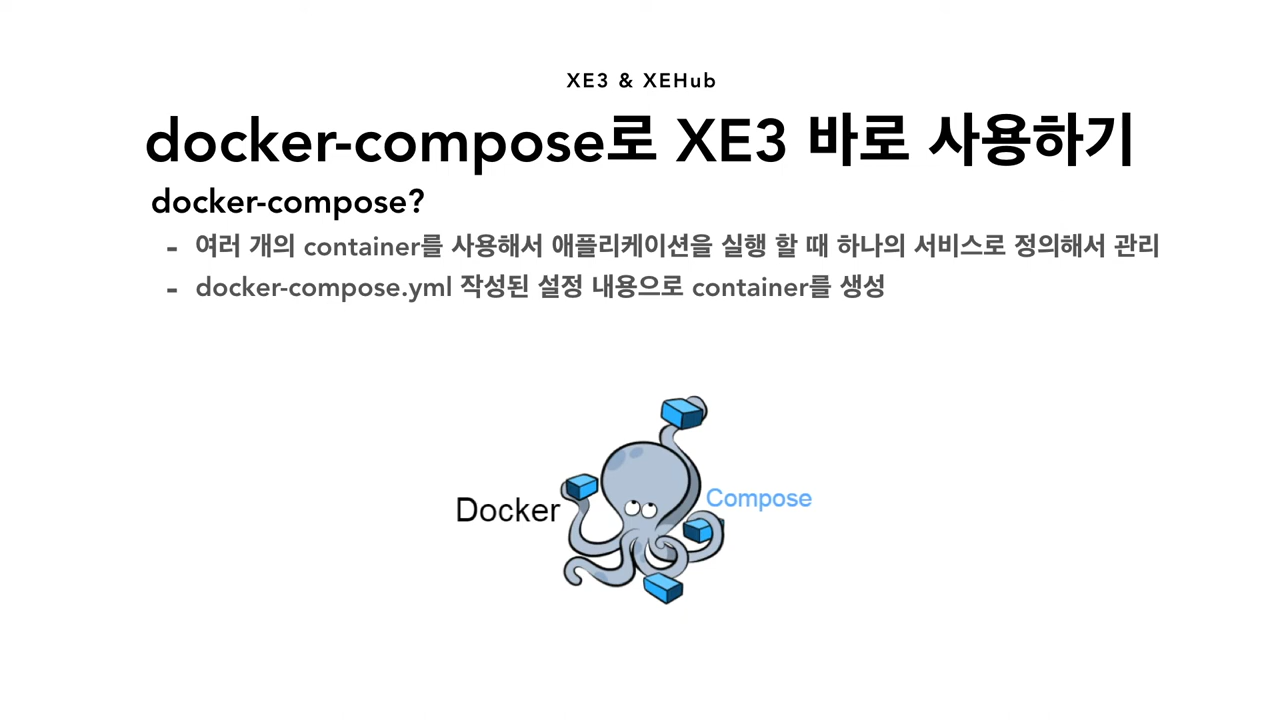 XE3 & XEHub
docker-compose로 XE3 바로 사용하기
docker-compose?
- 여러 개의 container를 사용해서 애플리케이션을 실행 할 때 하나의 서비스로 정의해서 관리
- docker-compose.yml 작성된 설정 내용으로 container를 생성
Docker
Compose